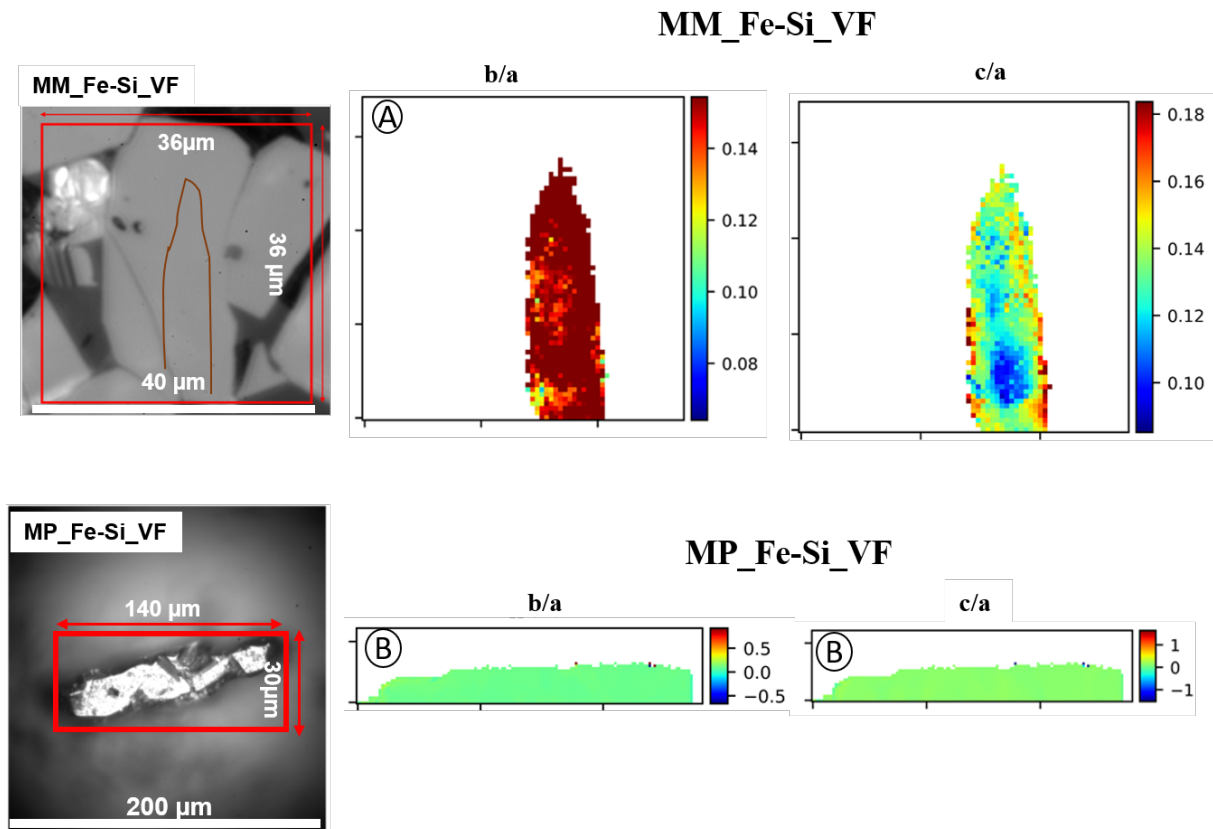 MM_Fe-Si_VF
MM_Fe-Si_VF
36µm
36 µm
40 µm
b/a
A
0.14
0.12
0.10
0.08
c/a
0.18
0.16
0.14
0.12
0.10
MP_Fe-Si_VF
140 µm
30µm
200 µm
MP_Fe-Si_VF
b/a
B
0.5
0.0
−0.5
c/a
B
1
0
−1